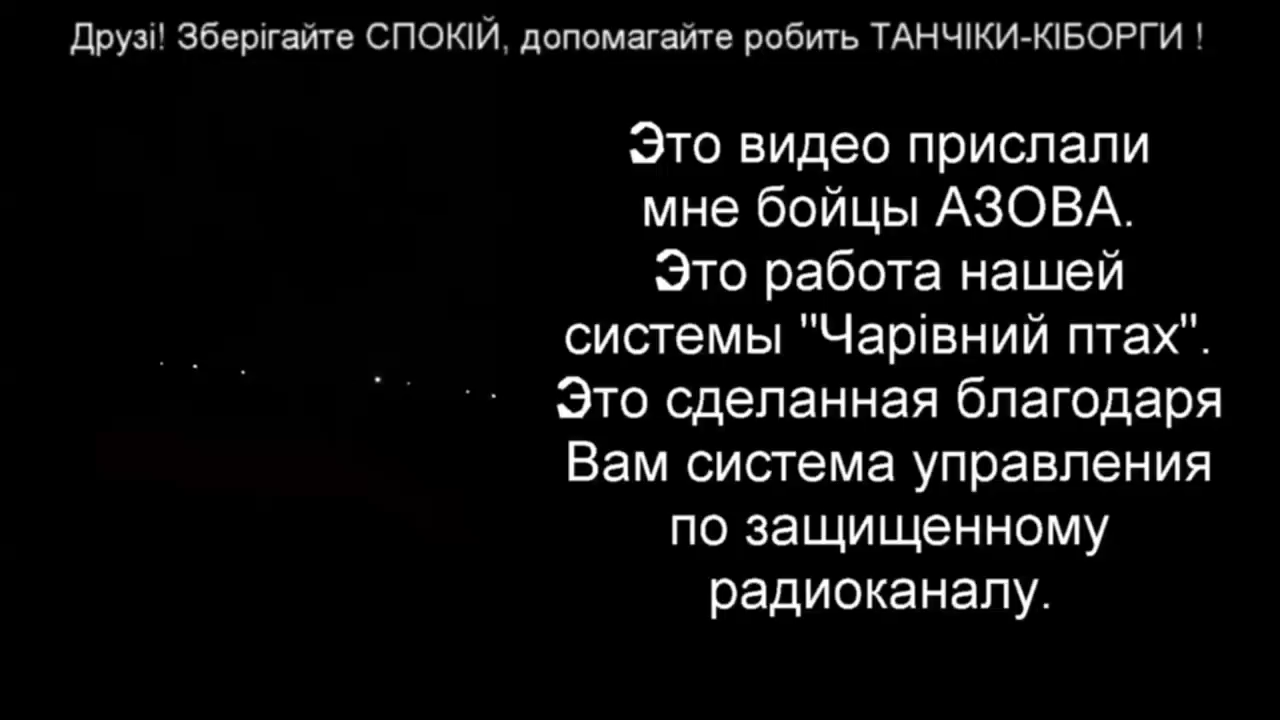 Друзі! Зберігайте СПОКІЙ, допомагайте робить ТАНЧІКИ-КІБОРГИ !
Это видео прислали
мне бойцы АЗОВА.
Это работа нашей
системы "Чарівний птах".
Это сделанная благодаря
Вам система управления
по защищенному
радиоканалу.